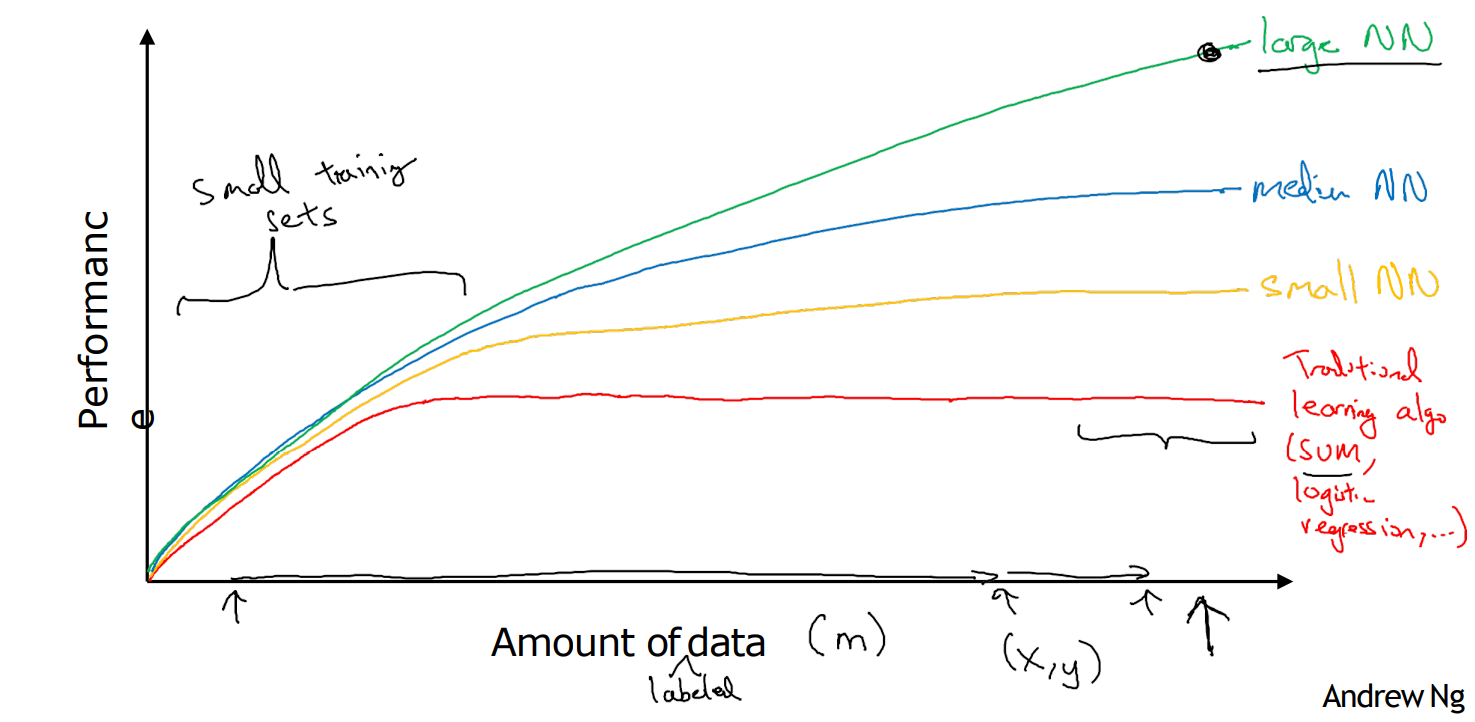 large NN
small trainig
sets
medium NN
small NN
Traditional
learning algo
(SVM,
logistic
regression,...)
Performanc
e
Amount of data (m)
labeled
(x,y)
Andrew Ng